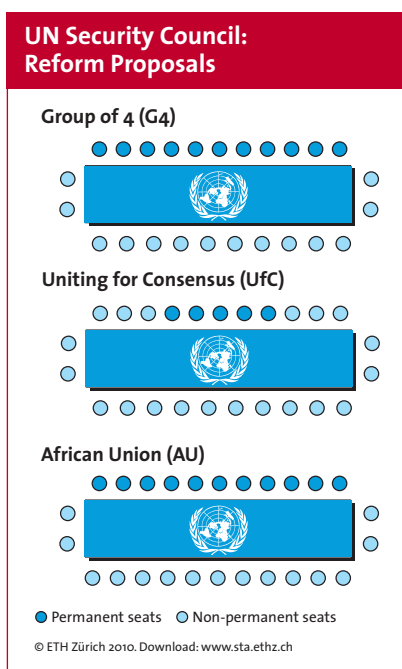 UN Security Council:
Reform Proposals
Group of 4 (G4)
Uniting for Consensus (UfC)
African Union (AU)
Permanent seats Non-permanent seats
© ETH Zürich 2010. Download: www.sta.ethz.ch